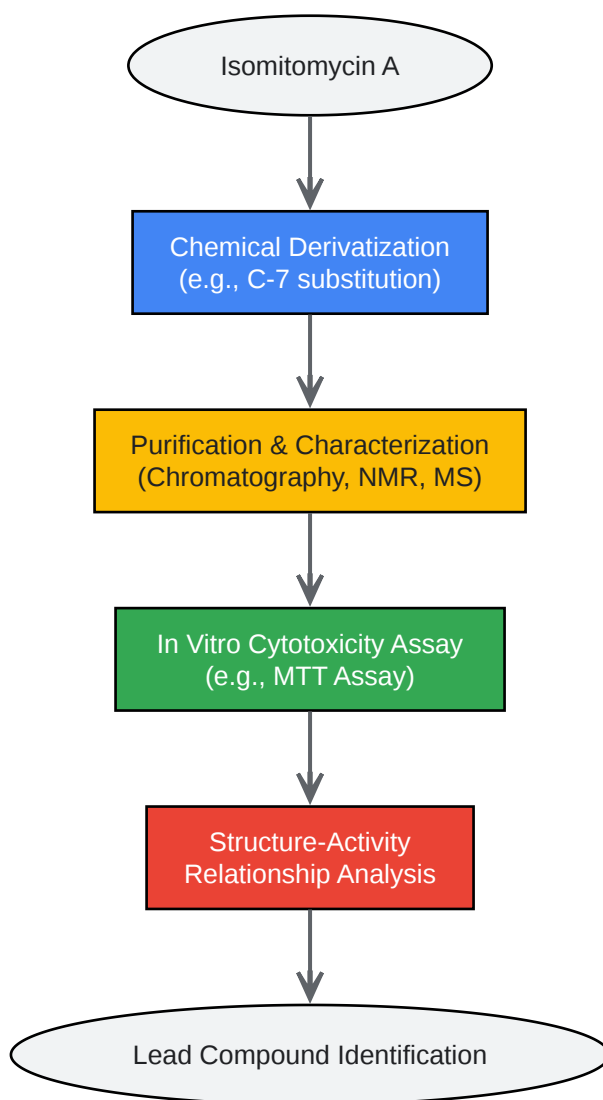 Isomitomycin A
Chemical Derivatization
(e.g., C-7 substitution)
Purification & Characterization
(Chromatography, NMR, MS)
In Vitro Cytotoxicity Assay
(e.g., MTT Assay)
Structure-Activity
Relationship Analysis
Lead Compound Identification